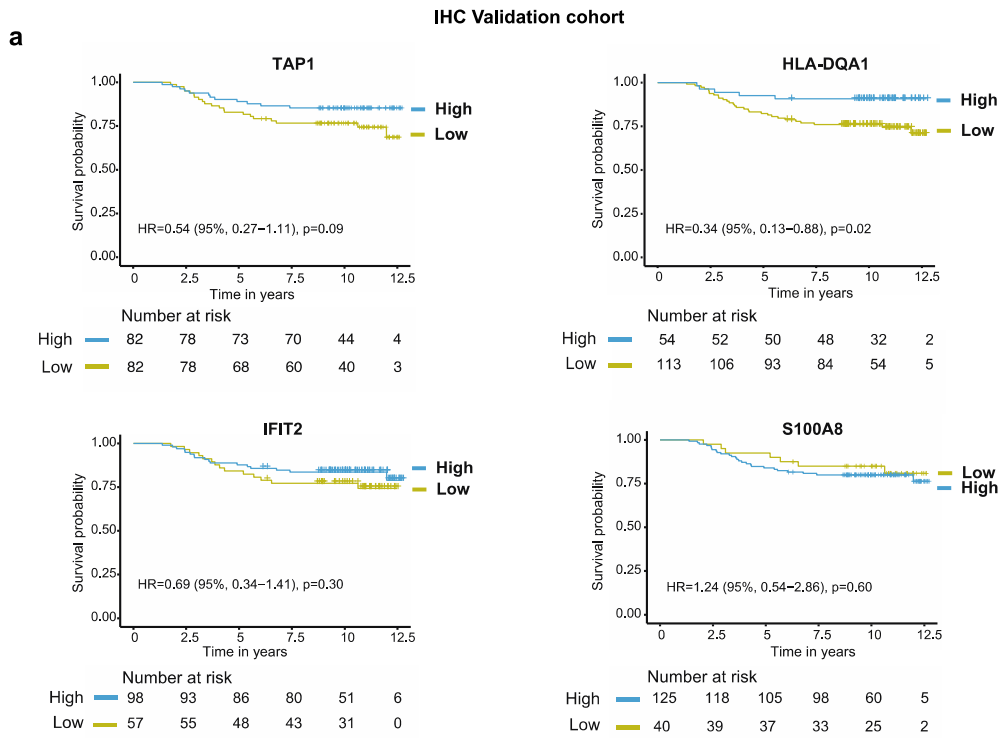 IHC Validation cohort
a
TAP1
Survival probability
1.00
0.75
0.50
0.25
0.00
High
Low
HR=0.54 (95%, 0.27–1.11), p=0.09
0 2.5 5 7.5 10 12.5
Time in years
Number at risk
High 82 78 73 70 44 4
Low 82 78 68 60 40 3
HLA-DQA1
Survival probability
1.00
0.75
0.50
0.25
0.00
High
Low
HR=0.34 (95%, 0.13–0.88), p=0.02
0 2.5 5 7.5 10 12.5
Time in years
Number at risk
High 54 52 50 48 32 2
Low 113 106 93 84 54 5
IFIT2
Survival probability
1.00
0.75
0.50
0.25
0.00
High
Low
HR=0.69 (95%, 0.34–1.41), p=0.30
0 2.5 5 7.5 10 12.5
Time in years
Number at risk
High 98 93 86 80 51 6
Low 57 55 48 43 31 0
S100A8
Survival probability
1.00
0.75
0.50
0.25
0.00
Low
High
HR=1.24 (95%, 0.54–2.86), p=0.60
0 2.5 5 7.5 10 12.5
Time in years
Number at risk
High 125 118 105 98 60 5
Low 40 39 37 33 25 2